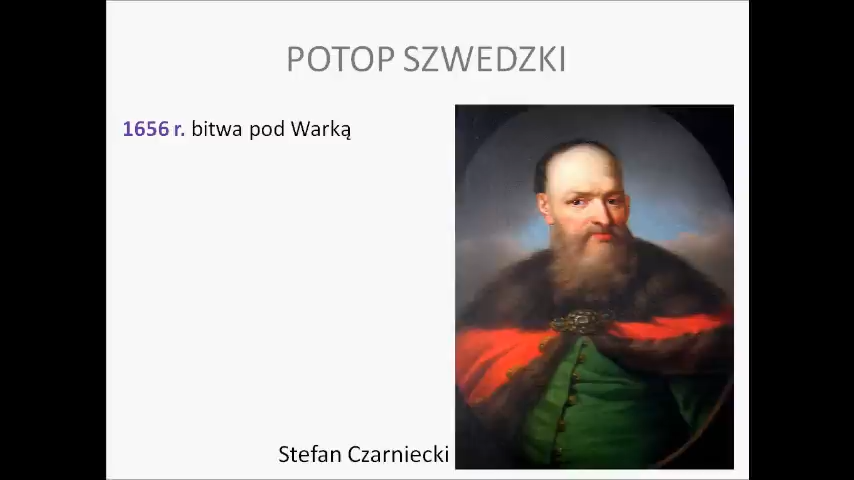 POTOP SZWEDZKI
1656 r. bitwa pod Warką
Stefan Czarniecki